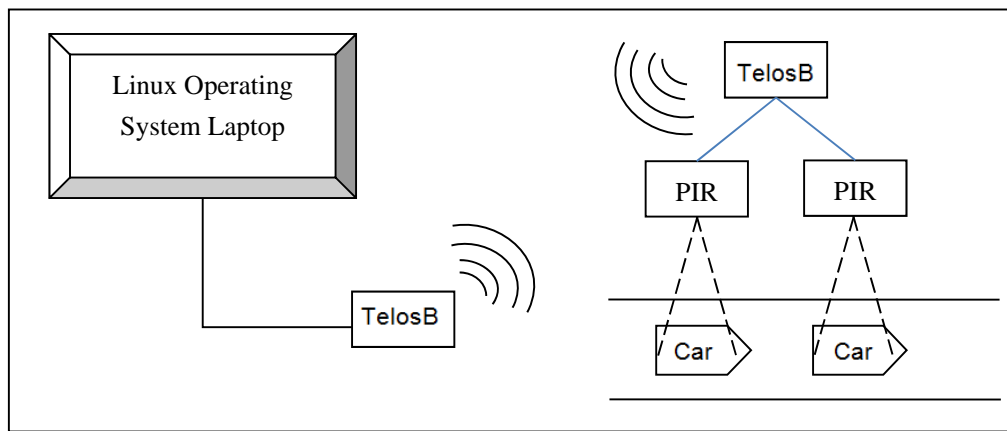 Linux Operating
System Laptop
TelosB
TelosB
PIR
PIR
Car
Car